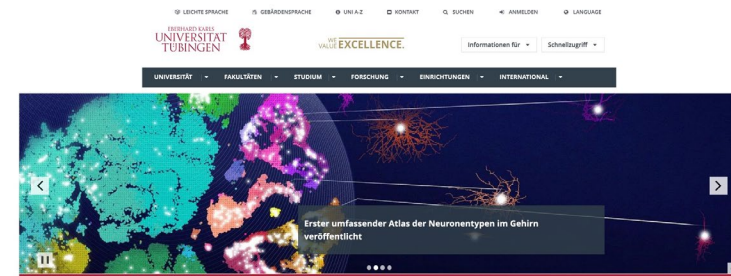 LEICHTE SPRACHE GEBÄRDENSPRACHE UNI A-Z KONTAKT SUCHEN ANMELDEN LANGUAGE
EBERHARD KARLS
UNIVERSITÄT
TÜBINGEN
WE
VALUE EXCELLENCE.
Informationen für Schnellzugriff
UNIVERSITÄT FAKULTÄTEN STUDIUM FORSCHUNG EINRICHTUNGEN INTERNATIONAL
Erster umfassender Atlas der Neuronentypen im Gehirn
veröffentlicht